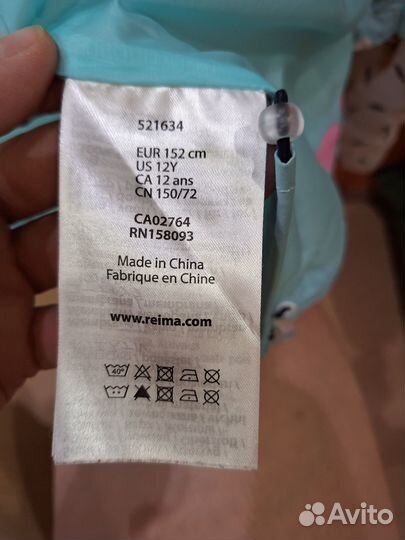 521634
EUR 152 cm
US 12Y
CA 12 ans
CN 150/72
CA02764
RN158093
Made in China
Fabrique en Chine
www.reima.com
40°
Avito